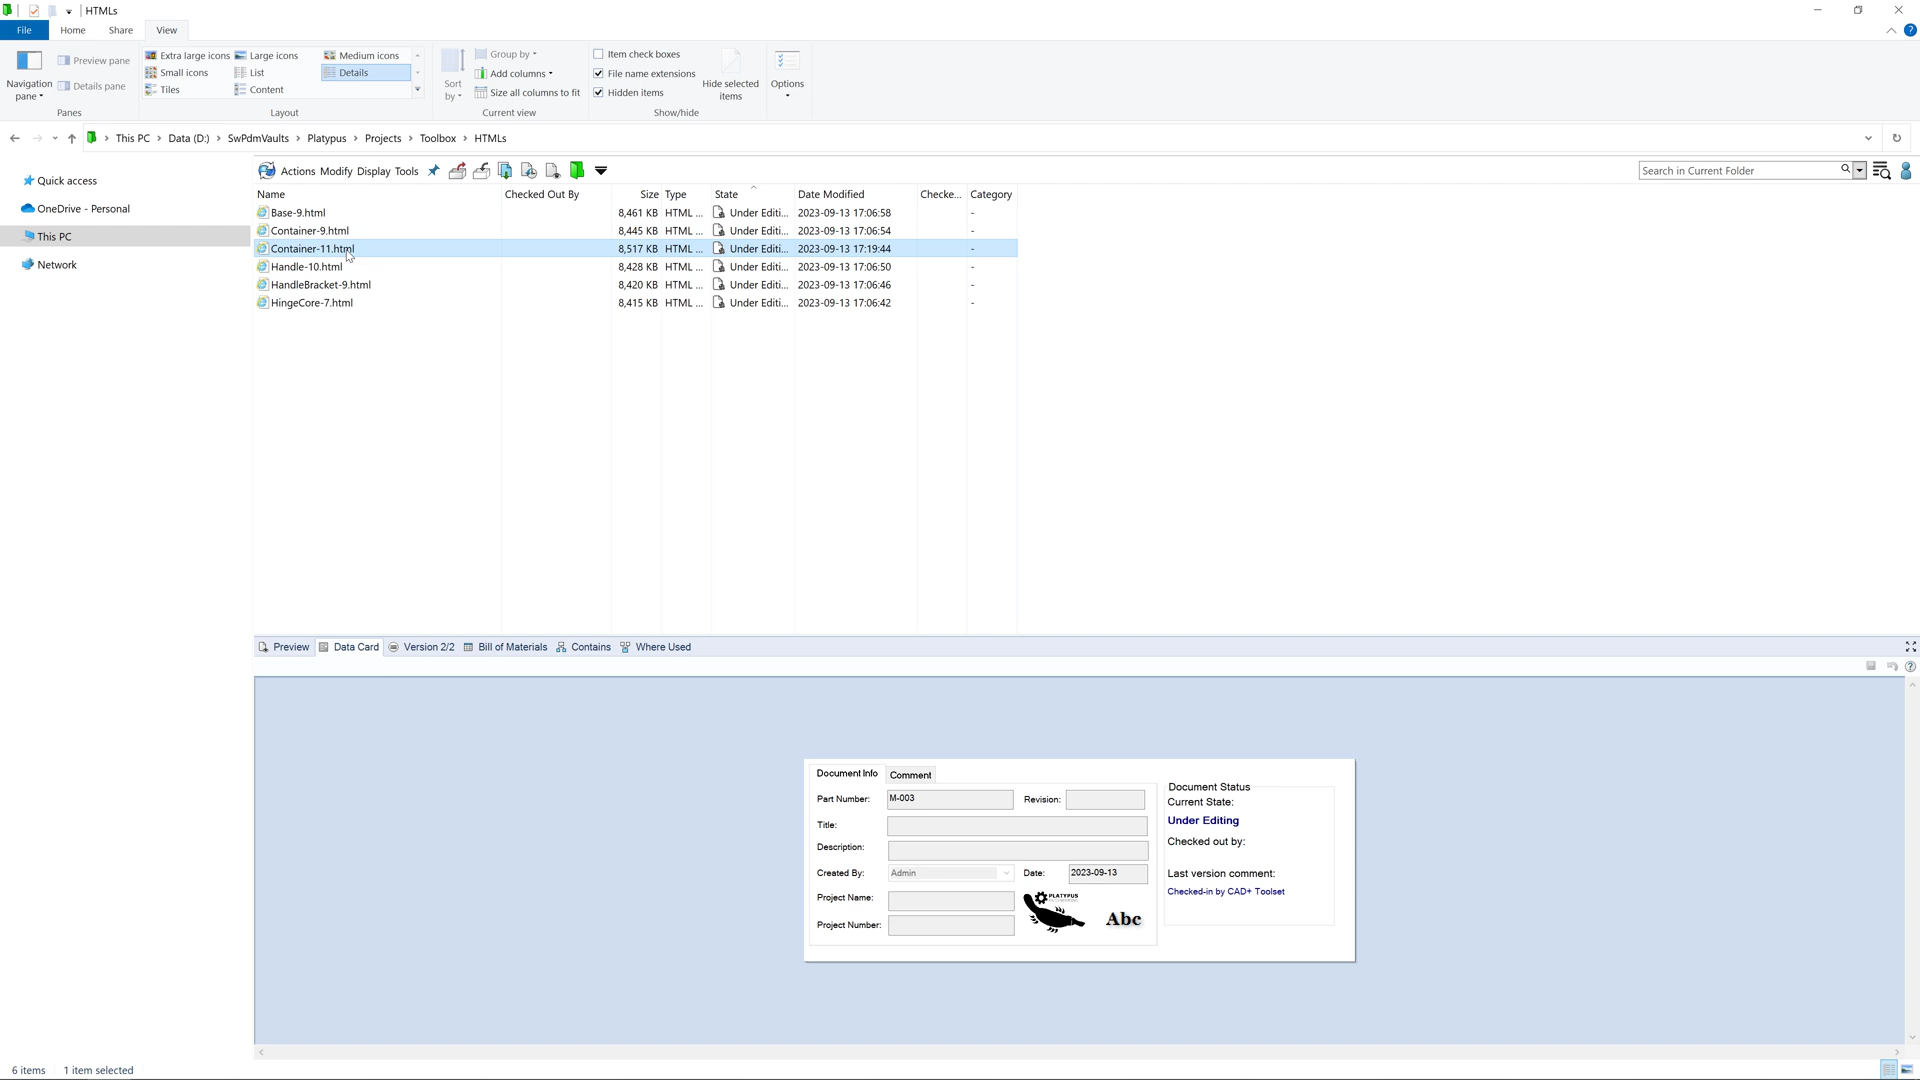 HTMLs
File Home Share View
Navigation pane
Preview pane
Details pane
Panes
Extra large icons Large icons Medium icons
Small icons List Details
Tiles Content
Layout
Sort by
Group by
Add columns
Size all columns to fit
Current view
Item check boxes
File name extensions
Hidden items
Hide selected items
Show/hide
Options
This PC > Data (D:) > SwPdmVaults > Platypus > Projects > Toolbox > HTMLs
Quick access
OneDrive - Personal
This PC
Network
Actions Modify Display Tools
Search in Current Folder
Name Checked Out By Size Type State Date Modified Checke... Category
Base-9.html 8,461 KB HTML ... Under Editi... 2023-09-13 17:06:58 -
Container-9.html 8,445 KB HTML ... Under Editi... 2023-09-13 17:06:54 -
Container-11.html 8,517 KB HTML ... Under Editi... 2023-09-13 17:19:44 -
Handle-10.html 8,428 KB HTML ... Under Editi... 2023-09-13 17:06:50 -
HandleBracket-9.html 8,420 KB HTML ... Under Editi... 2023-09-13 17:06:46 -
HingeCore-7.html 8,415 KB HTML ... Under Editi... 2023-09-13 17:06:42 -
Preview Data Card Version 2/2 Bill of Materials Contains Where Used
Document Info Comment
Part Number: M-003 Revision:
Title:
Description:
Created By: Admin Date: 2023-09-13
Project Name:
Project Number:
PLATYPUS
Abc
Document Status
Current State:
Under Editing
Checked out by:
Last version comment:
Checked-in by CAD+ Toolset
6 items 1 item selected